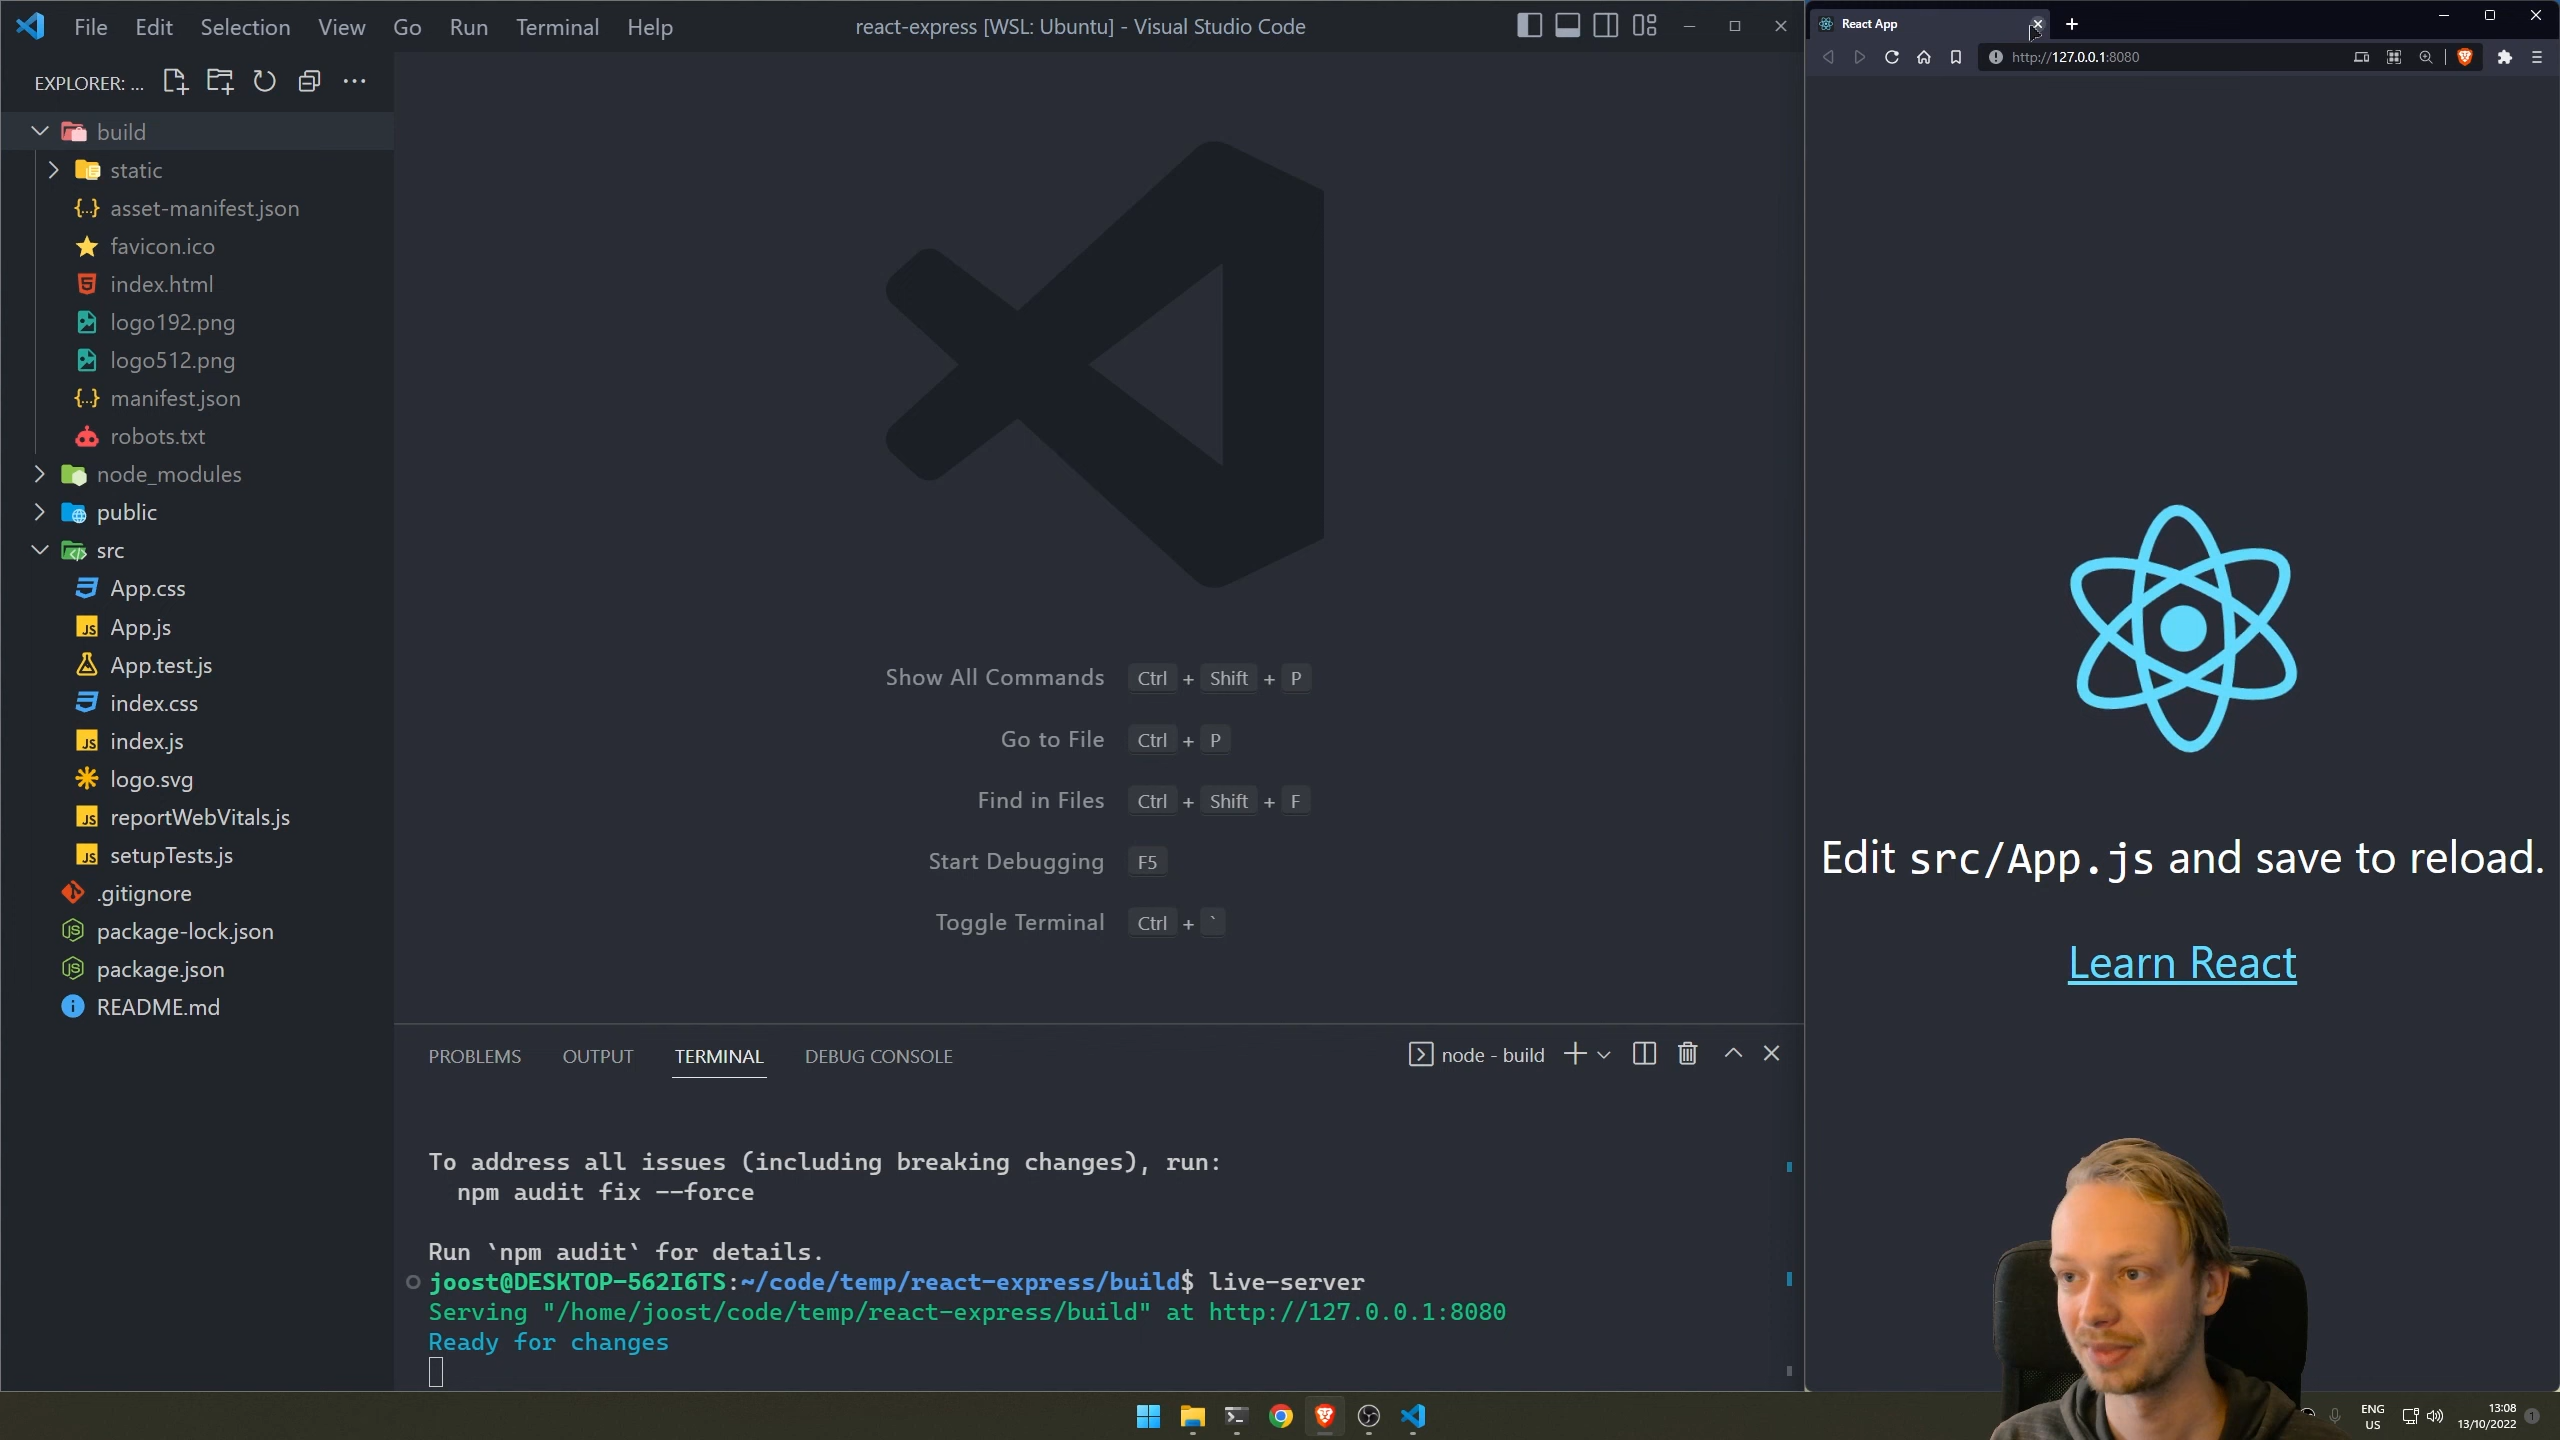 File Edit Selection View Go Run Terminal Help
react-express [WSL: Ubuntu] - Visual Studio Code
EXPLORER: ...
build
static
asset-manifest.json
favicon.ico
index.html
logo192.png
logo512.png
manifest.json
robots.txt
node_modules
public
src
App.css
App.js
App.test.js
index.css
index.js
logo.svg
reportWebVitals.js
setupTests.js
.gitignore
package-lock.json
package.json
README.md
Show All Commands Ctrl + Shift + P
Go to File Ctrl + P
Find in Files Ctrl + Shift + F
Start Debugging F5
Toggle Terminal Ctrl + `
PROBLEMS OUTPUT TERMINAL DEBUG CONSOLE
node - build
To address all issues (including breaking changes), run:
npm audit fix --force
Run `npm audit` for details.
joost@DESKTOP-562I6TS:~/code/temp/react-express/build$ live-server
Serving "/home/joost/code/temp/react-express/build" at http://127.0.0.1:8080
Ready for changes
React App
http://127.0.0.1:8080
Edit src/App.js and save to reload.
Learn React
ENG
US
13:08
13/10/2022
1